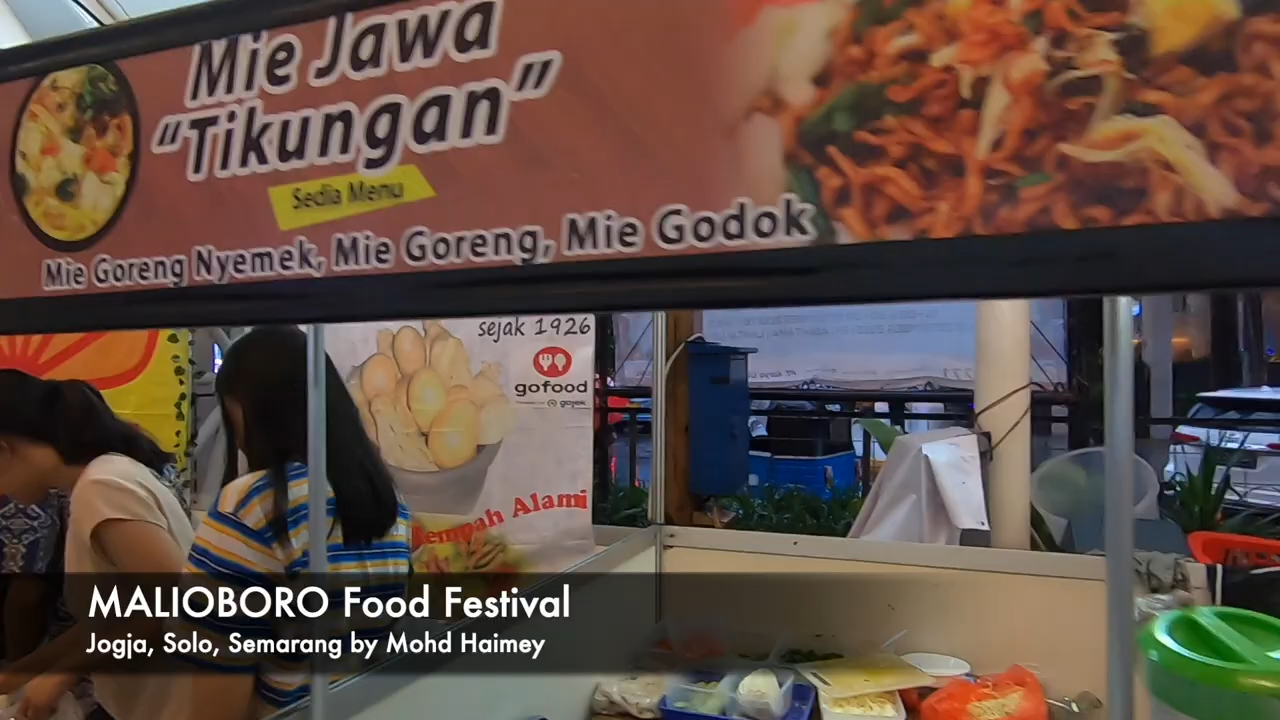 Mie Jawa
“Tikungan”
Sedia Menu
Mie Goreng Nyemek, Mie Goreng, Mie Godok
sejak 1926
gofood
gojek
Rempah Alami
MALIOBORO Food Festival
Jogja, Solo, Semarang by Mohd Haimey